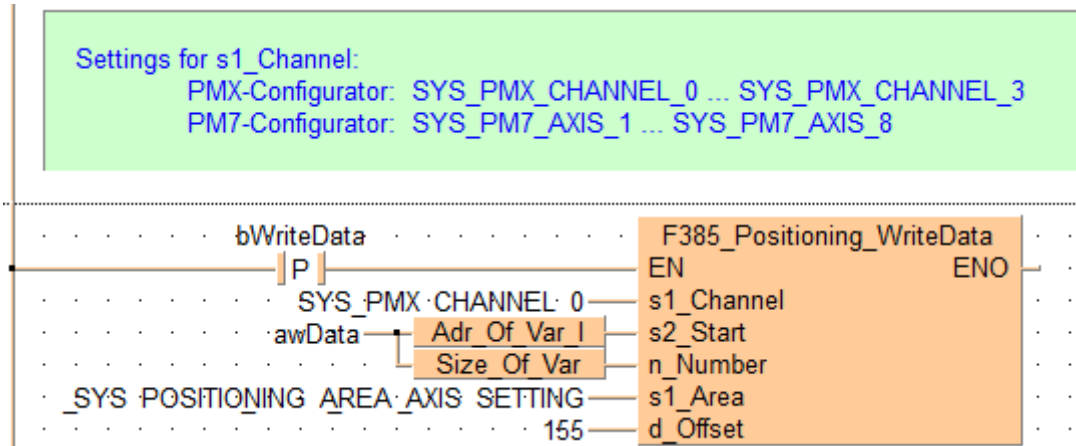 Settings for s1_Channel:
PMX-Configurator: SYS_PMX_CHANNEL_0 ... SYS_PMX_CHANNEL_3
PM7-Configurator: SYS_PM7_AXIS_1 ... SYS_PM7_AXIS_8
bWriteData
F385_Positioning_WriteData
P
EN ENO
SYS_PMX_CHANNEL_0 s1_Channel
awData Adr_Of_Var_I s2_Start
Size_Of_Var n_Number
_SYS_POSITIONING_AREA_AXIS_SETTING s1_Area
155 d_Offset